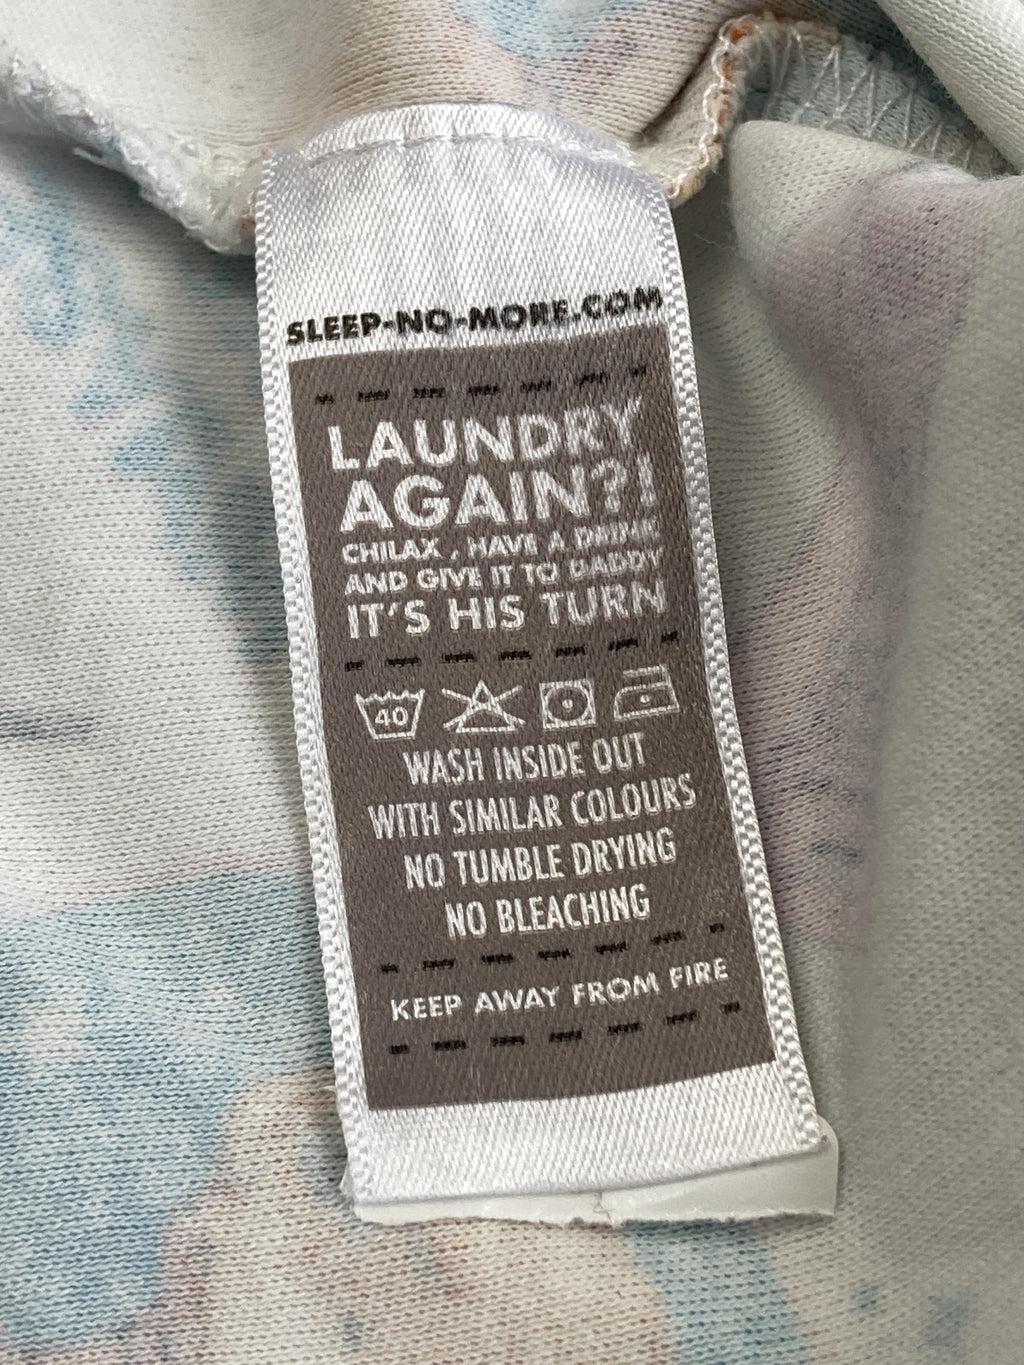 SLEEP-NO-MORE.COM
LAUNDRY
AGAIN?!
CHILAX, HAVE A DRINK
AND GIVE IT TO DADDY
IT'S HIS TURN
40
WASH INSIDE OUT
WITH SIMILAR COLOURS
NO TUMBLE DRYING
NO BLEACHING
KEEP AWAY FROM FIRE